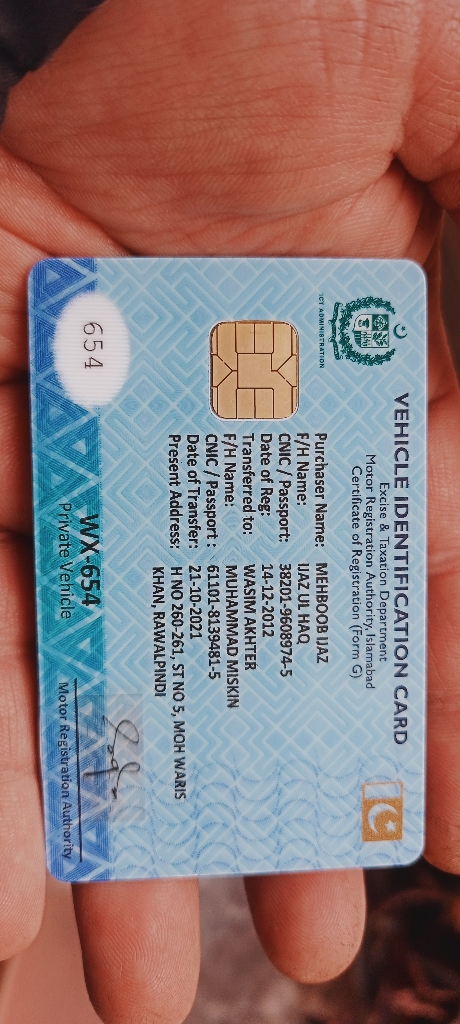 VEHICLE IDENTIFICATION CARD
Excise & Taxation Department
Motor Registration Authority, Islamabad
Certificate of Registration (Form G)
ICT ADMINISTRATION
Purchaser Name: MEHBOOB IJAZ
F/H Name: IJAZ UL HAQ
CNIC / Passport: 38201-9608974-5
Date of Reg: 14-12-2012
Transferred to: WASIM AKHTER
F/H Name: MUHAMMAD MISKIN
CNIC / Passport : 61101-8139481-5
Date of Transfer: 21-10-2021
Present Address: H NO 260-261, ST NO 5, MOH WARIS
KHAN, RAWALPINDI
654
WX-654
Private Vehicle
Motor Registration Authority